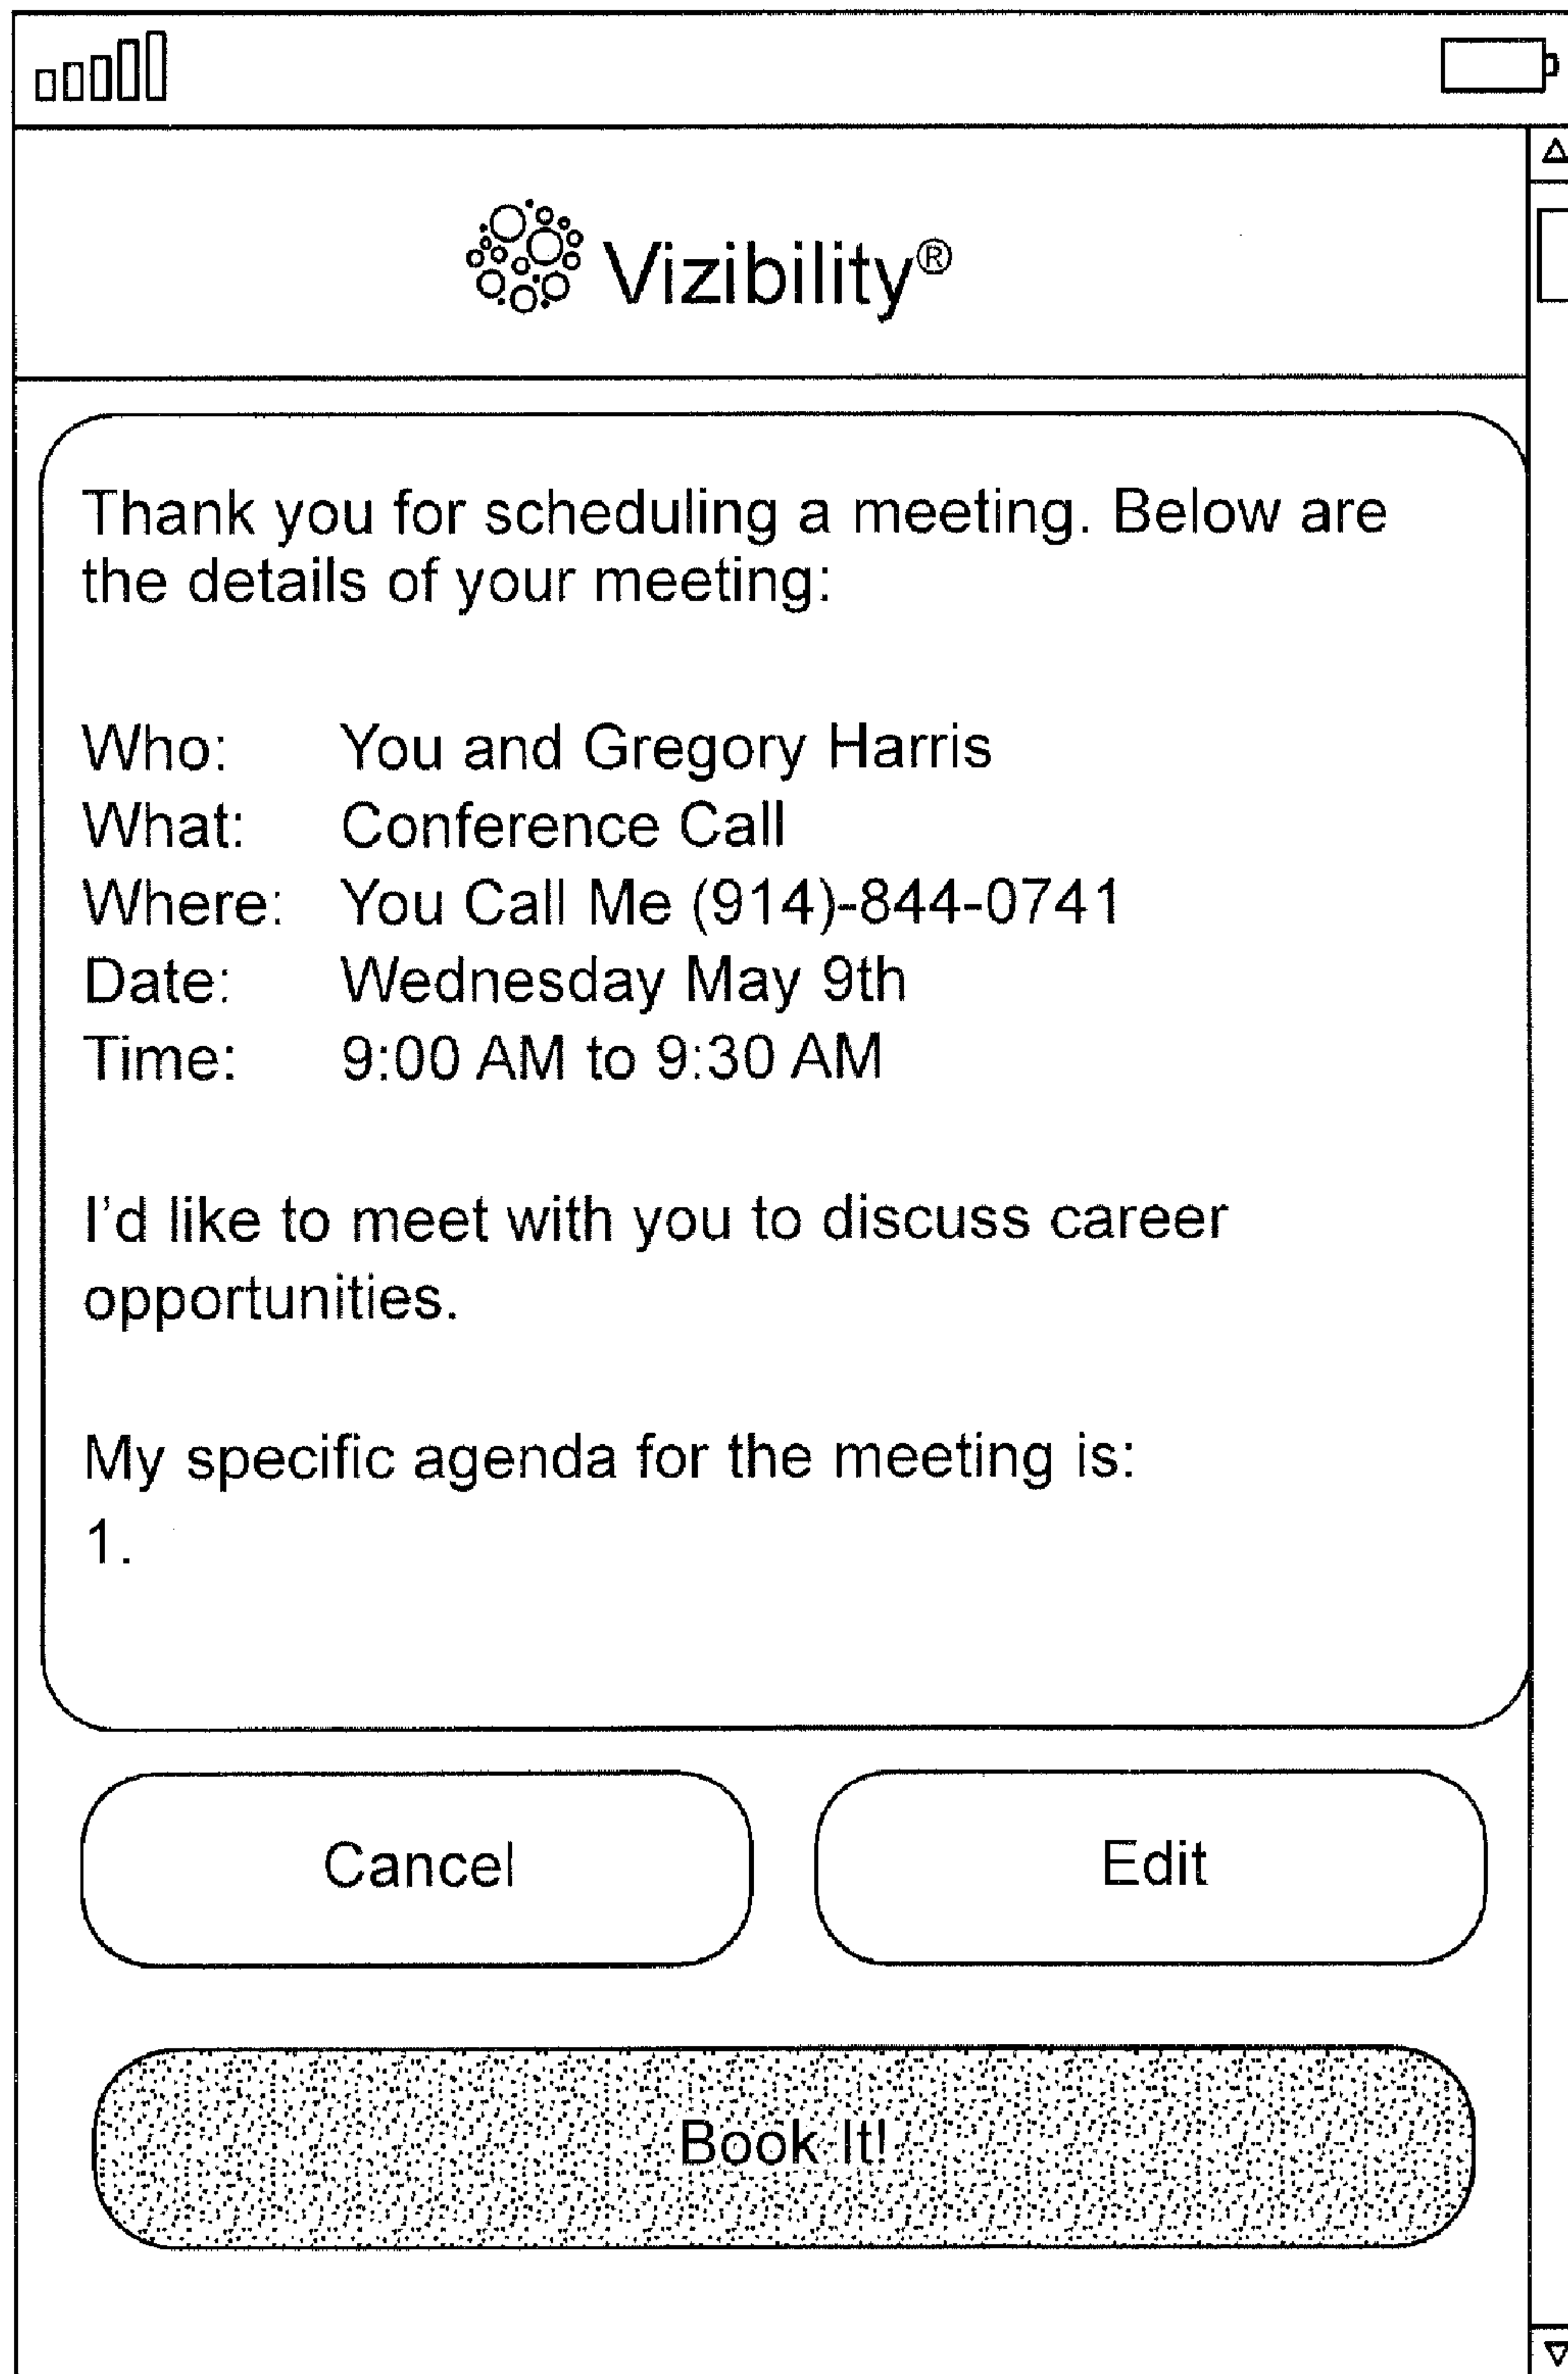 Vizibility®
Thank you for scheduling a meeting. Below are
the details of your meeting:
Who: You and Gregory Harris
What: Conference Call
Where: You Call Me (914)-844-0741
Date: Wednesday May 9th
Time: 9:00 AM to 9:30 AM
I'd like to meet with you to discuss career
opportunities.
My specific agenda for the meeting is:
1.
Cancel Edit
Book It!